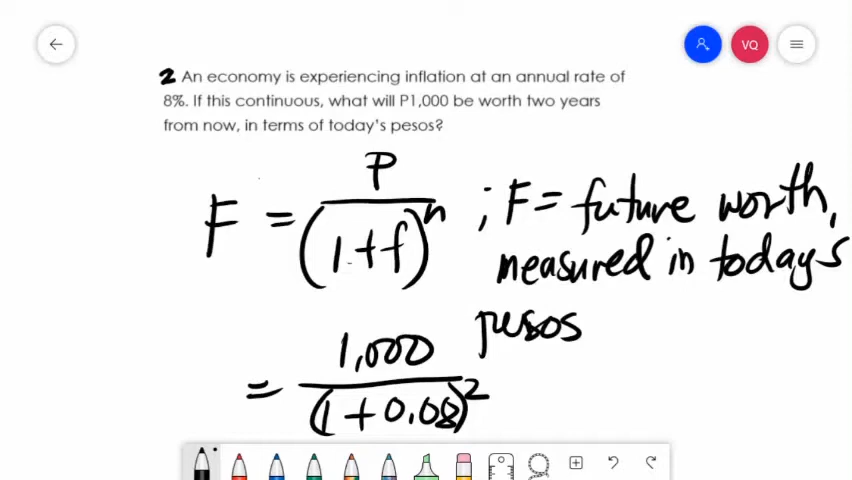 VQ
2 An economy is experiencing inflation at an annual rate of
8%. If this continuous, what will P1,000 be worth two years
from now, in terms of today's pesos?
F = P / (1+f)^n ; F = future worth,
measured in today's
pesos
= 1,000 / (1+0.08)^2